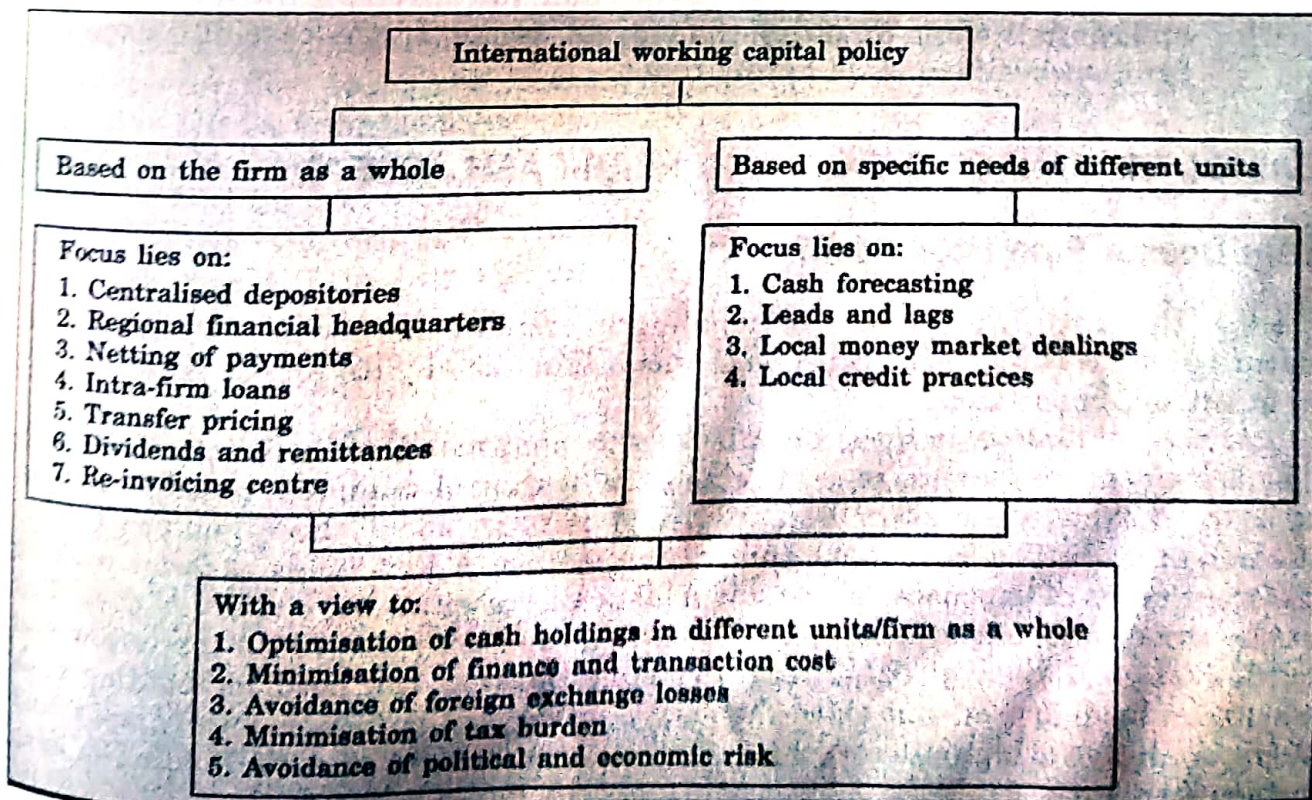 International working capital policy
Based on the firm as a whole
Based on specific needs of different units
Focus lies on:
1. Centralised depositories
2. Regional financial headquarters
3. Netting of payments
4. Intra-firm loans
5. Transfer pricing
6. Dividends and remittances
7. Re-invoicing centre
Focus lies on:
1. Cash forecasting
2. Leads and lags
3. Local money market dealings
4. Local credit practices
With a view to:
1. Optimisation of cash holdings in different units/firm as a whole
2. Minimisation of finance and transaction cost
3. Avoidance of foreign exchange losses
4. Minimisation of tax burden
5. Avoidance of political and economic risk